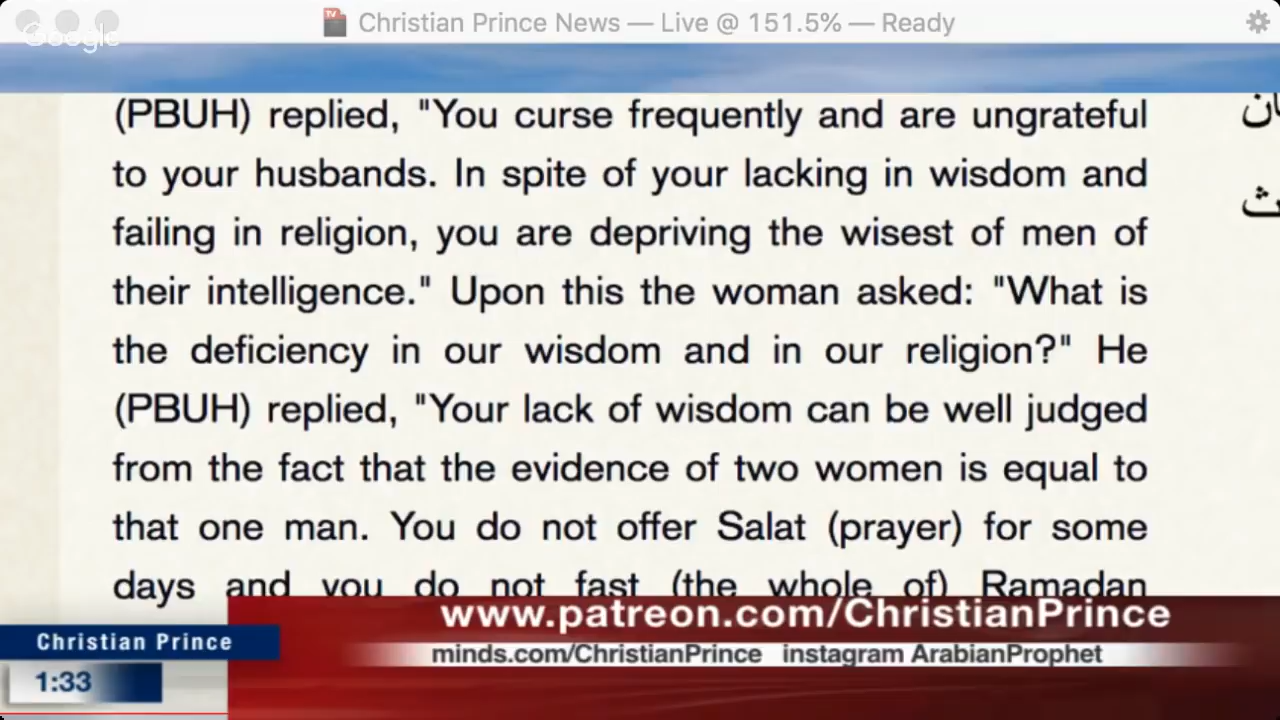 Christian Prince News — Live @ 151.5% — Ready
Google
(PBUH) replied, "You curse frequently and are ungrateful
to your husbands. In spite of your lacking in wisdom and
failing in religion, you are depriving the wisest of men of
their intelligence." Upon this the woman asked: "What is
the deficiency in our wisdom and in our religion?" He
(PBUH) replied, "Your lack of wisdom can be well judged
from the fact that the evidence of two women is equal to
that one man. You do not offer Salat (prayer) for some
days and you do not fast (the whole of) Ramadan
www.patreon.com/ChristianPrince
Christian Prince
minds.com/ChristianPrince instagram ArabianProphet
1:33